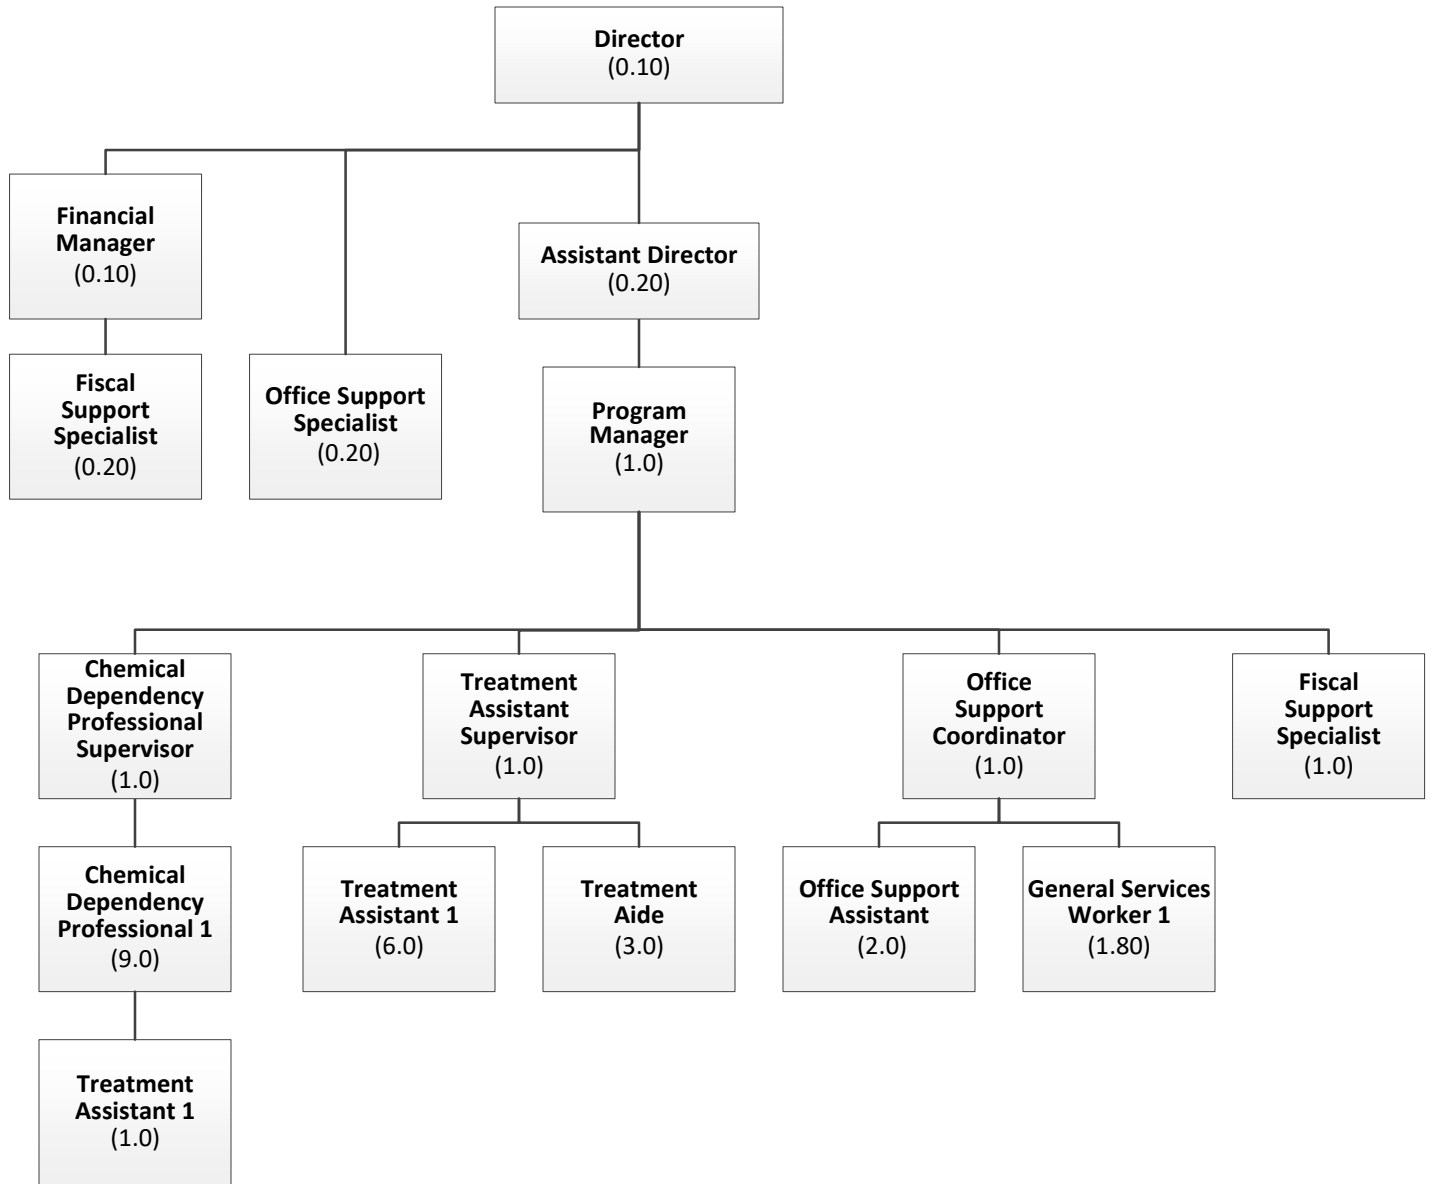 Director
(0.10)
Financial
Manager
(0.10)
Assistant Director
(0.20)
Fiscal
Support
Specialist
(0.20)
Office Support
Specialist
(0.20)
Program
Manager
(1.0)
Chemical
Dependency
Professional
Supervisor
(1.0)
Treatment
Assistant
Supervisor
(1.0)
Office
Support
Coordinator
(1.0)
Fiscal
Support
Specialist
(1.0)
Chemical
Dependency
Professional 1
(9.0)
Treatment
Assistant 1
(6.0)
Treatment
Aide
(3.0)
Office Support
Assistant
(2.0)
General Services
Worker 1
(1.80)
Treatment
Assistant 1
(1.0)